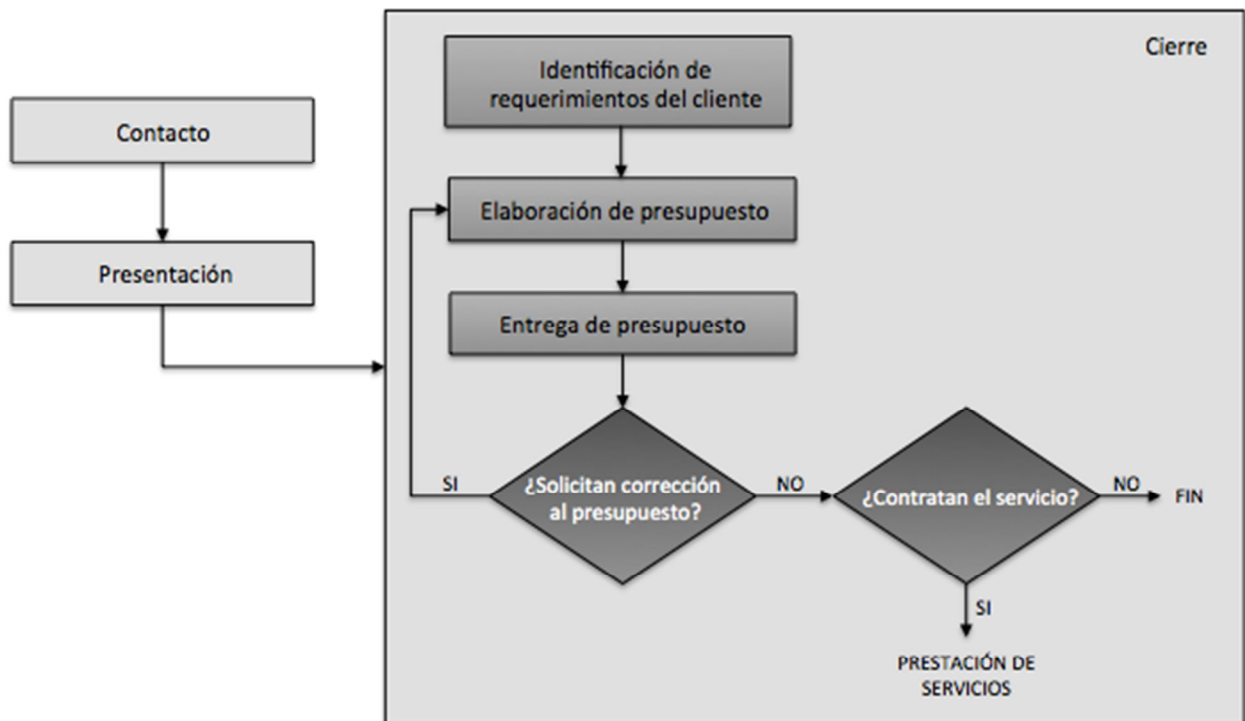 Contacto
Presentación
Cierre
Identificación de
requerimientos del cliente
Elaboración de presupuesto
Entrega de presupuesto
¿Solicitan corrección
al presupuesto?
SI
NO
¿Contratan el servicio?
NO
FIN
SI
PRESTACIÓN DE
SERVICIOS